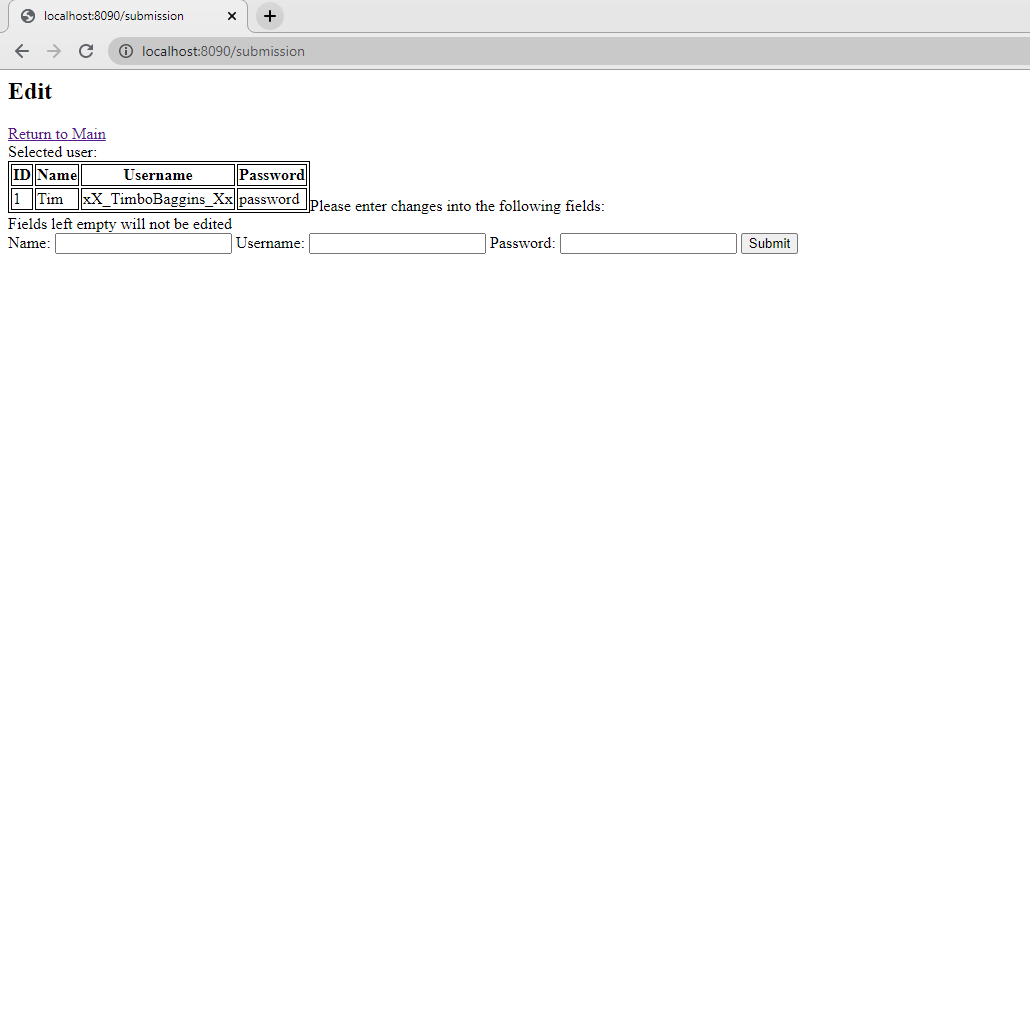 localhost:8090/submission
localhost:8090/submission
Edit
Return to Main
Selected user:
ID Name Username Password
1 Tim xX_TimboBaggins_Xx password
Please enter changes into the following fields:
Fields left empty will not be edited
Name: Username: Password: Submit